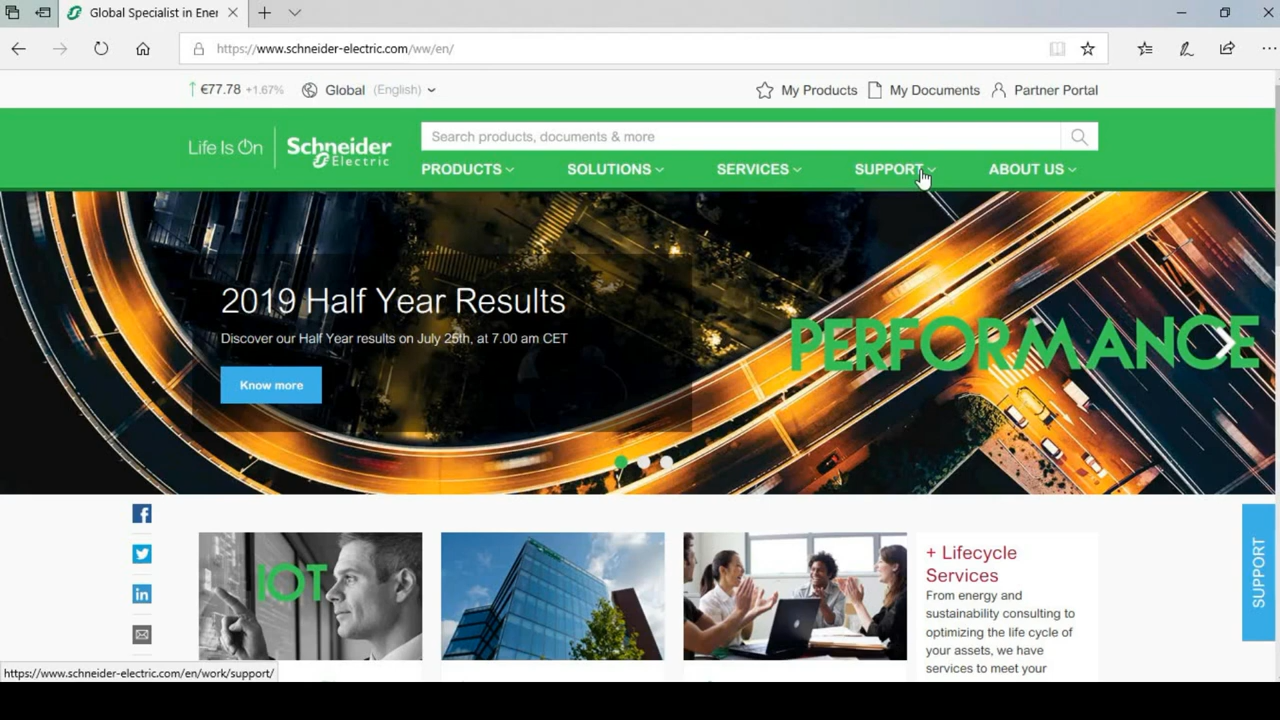 Global Specialist in Ener
https://www.schneider-electric.com/ww/en/
€77.78 +1.67% Global (English) My Products My Documents Partner Portal
Life Is On Schneider Electric
Search products, documents & more
PRODUCTS SOLUTIONS SERVICES SUPPORT ABOUT US
2019 Half Year Results
Discover our Half Year results on July 25th, at 7.00 am CET
Know more
PERFORMANCE
IOT
+ Lifecycle
Services
From energy and
sustainability consulting to
optimizing the life cycle of
your assets, we have
services to meet your
SUPPORT
https://www.schneider-electric.com/en/work/support/